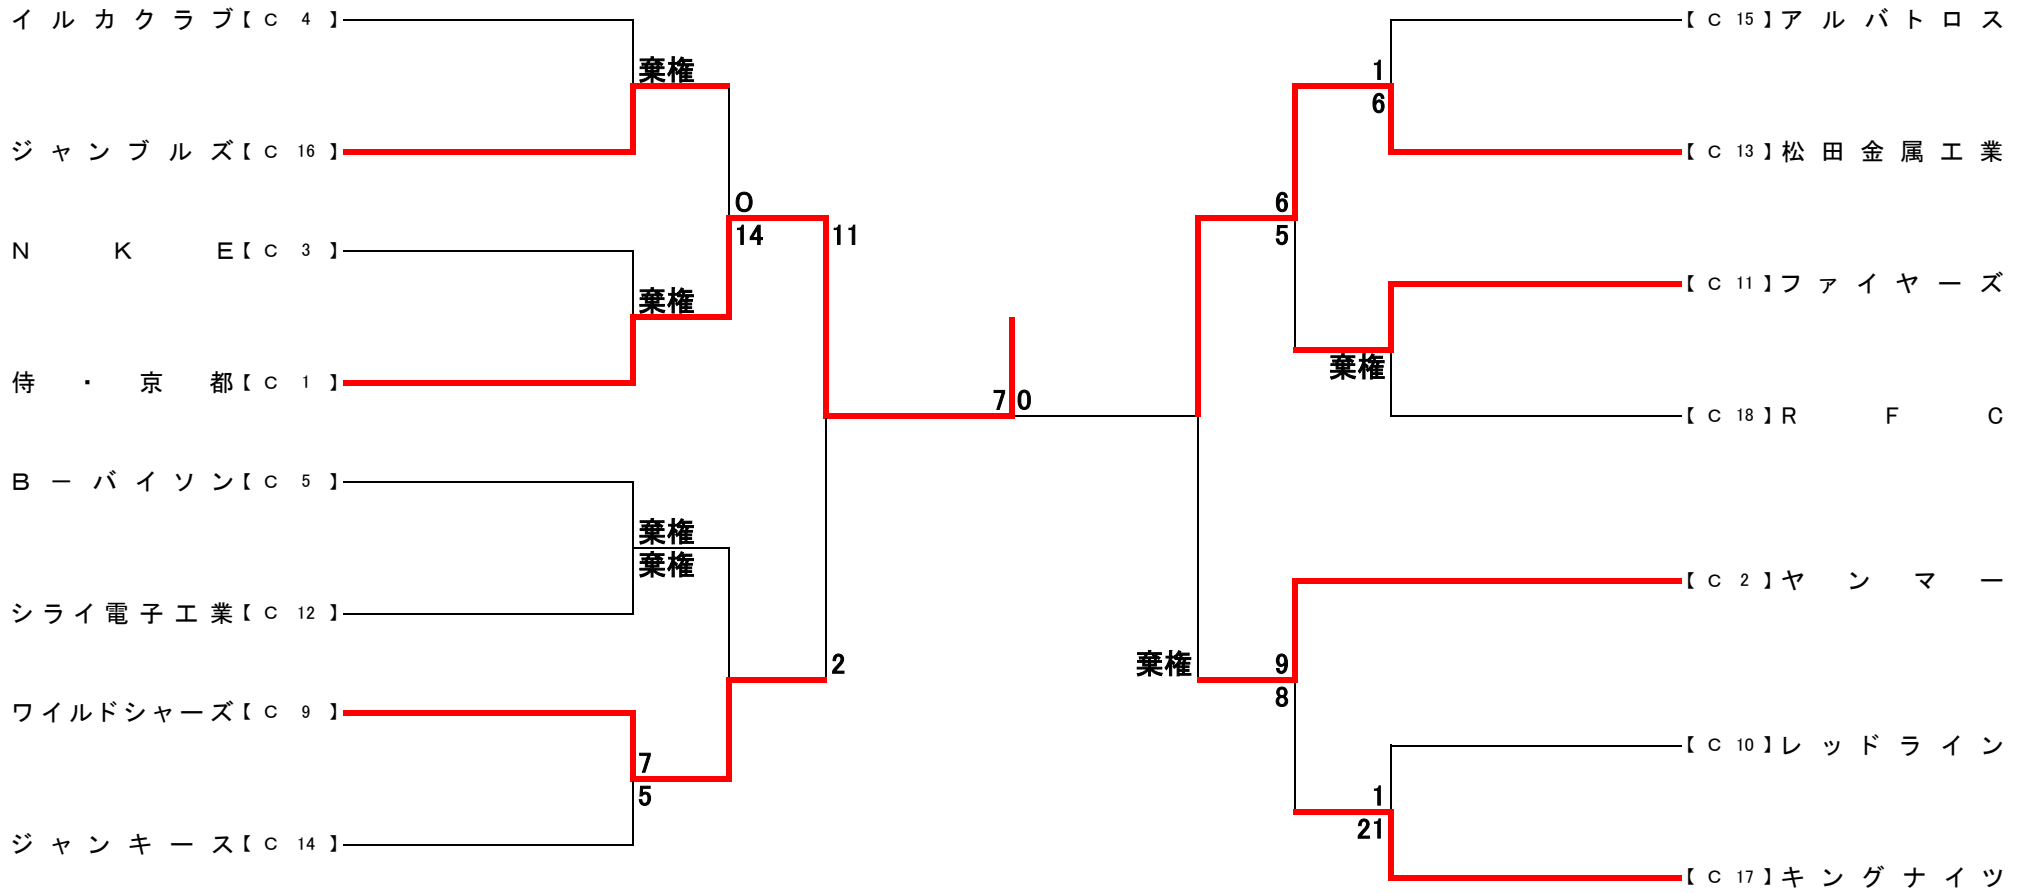 イルカクラブ【 C 4 】
棄権
ジャンブルズ【 C 16 】
0
14
NKE【 C 3 】
棄権
侍・京都【 C 1 】
11
B－バイソン【 C 5 】
棄権
棄権
シライ電子工業【 C 12 】
2
ワイルドシャーズ【 C 9 】
7
5
ジャンキース【 C 14 】
7 0
【 C 15 】アルバトロス
1
6
【 C 13 】松田金属工業
6
5
【 C 11 】ファイヤーズ
棄権
【 C 18 】RFC
【 C 2 】ヤンマー
棄権
9
8
【 C 10 】レッドライン
1
21
【 C 17 】キングナイツ